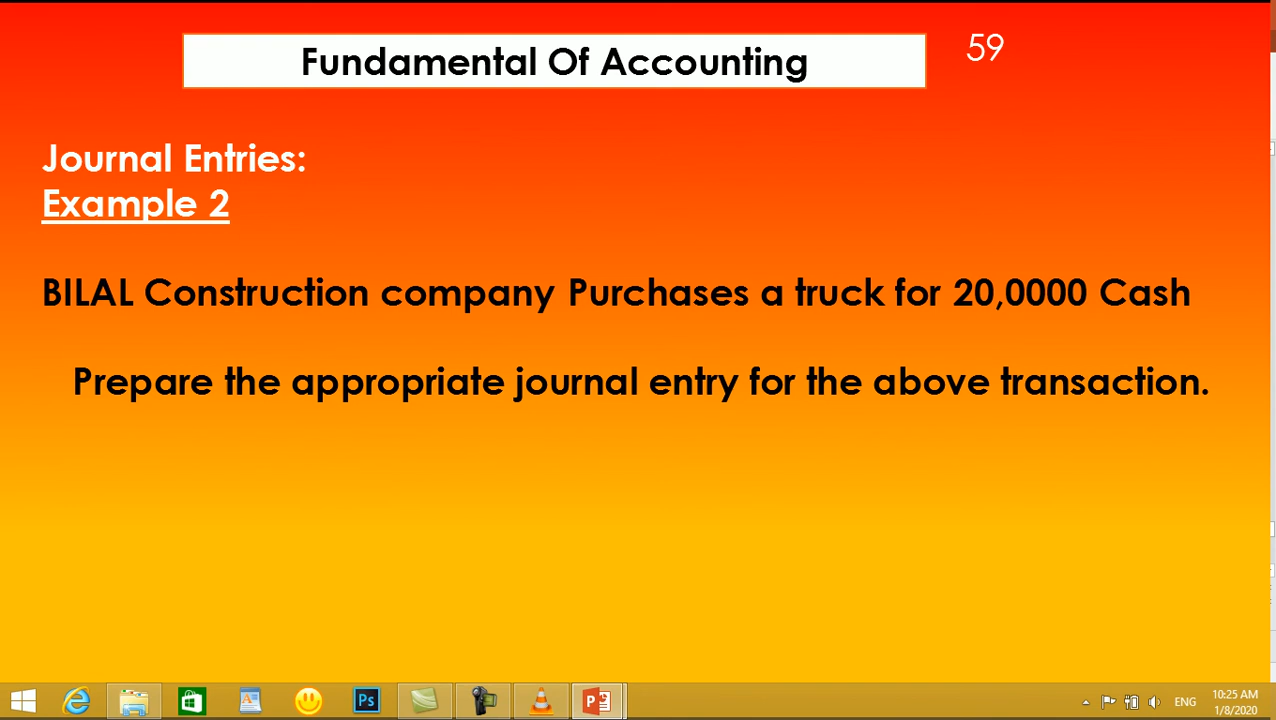 Fundamental Of Accounting
59
Journal Entries:
Example 2
BILAL Construction company Purchases a truck for 20,0000 Cash
Prepare the appropriate journal entry for the above transaction.
Ps
ENG
10:25 AM
1/8/2020